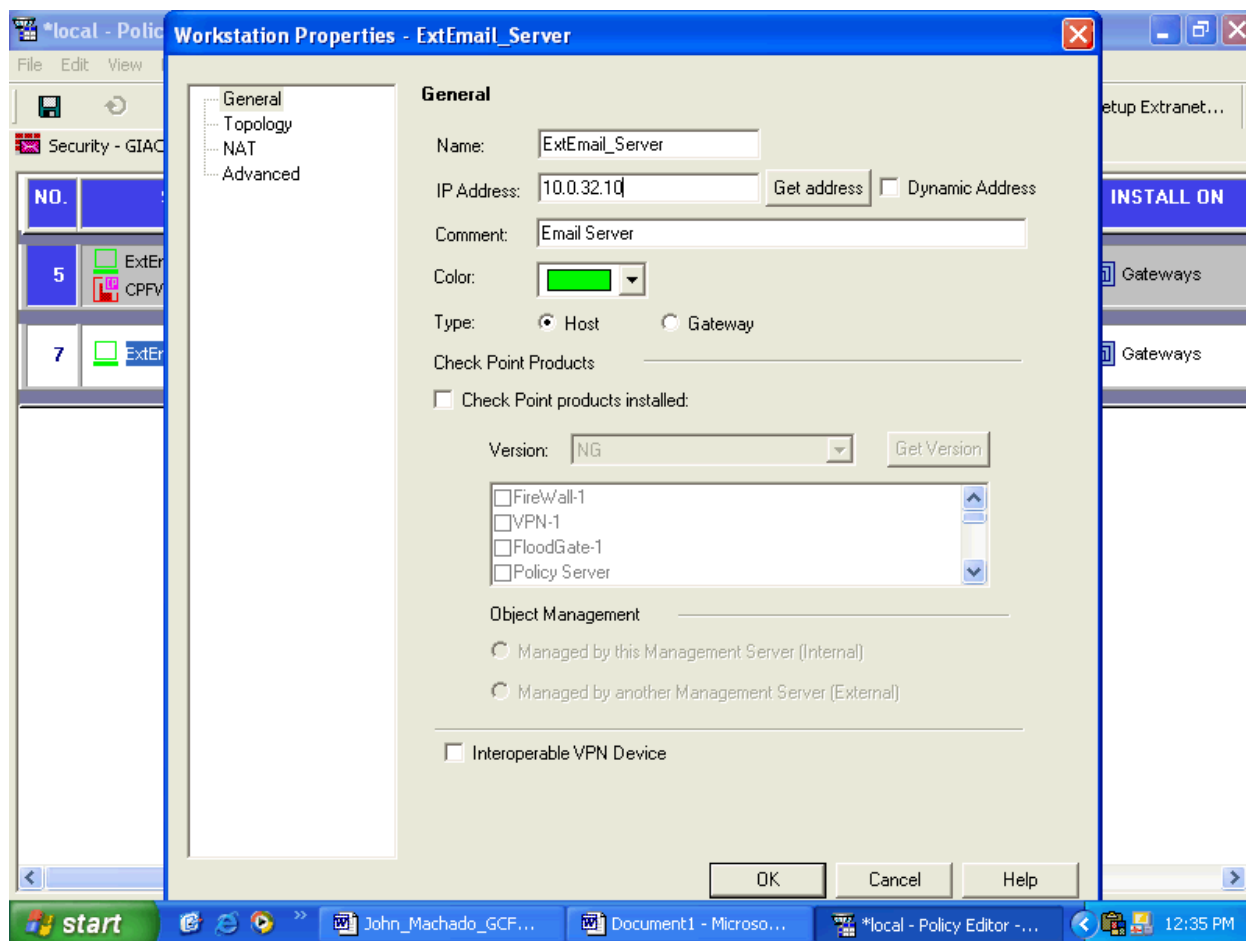 *local - Polic
Workstation Properties - ExtEmail_Server
File Edit View
etup Extranet...
Security - GIAC
NO.
INSTALL ON
5
ExtEr
CPFV
Gateways
7
ExtEr
Gateways
General
Topology
NAT
Advanced
General
Name: ExtEmail_Server
IP Address: 10.0.32.10 Get address Dynamic Address
Comment: Email Server
Color:
Type: Host Gateway
Check Point Products
Check Point products installed:
Version: NG Get Version
FireWall-1
VPN-1
FloodGate-1
Policy Server
Object Management
Managed by this Management Server (Internal)
Managed by another Management Server (External)
Interoperable VPN Device
OK Cancel Help
start » John_Machado_GCF... Document1 - Microso... *local - Policy Editor -... 12:35 PM